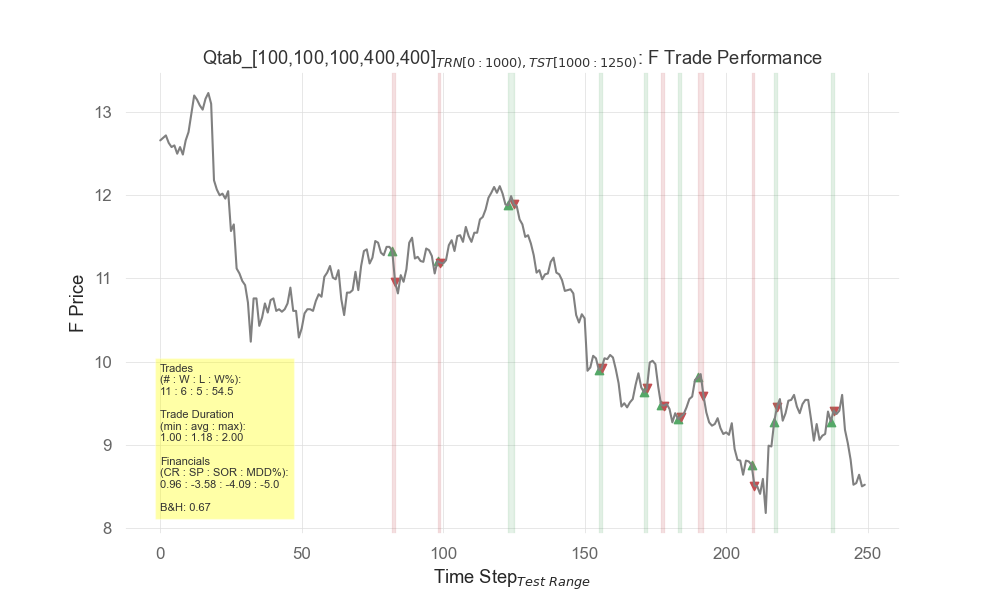 Qtab_[100,100,100,400,400]TRN[0 : 1000), TST[1000 : 1250): F Trade Performance
13
12
11
10
9
8
F Price
Trades
(# : W : L : W%):
11 : 6 : 5 : 54.5
Trade Duration
(min : avg : max):
1.00 : 1.18 : 2.00
Financials
(CR : SP : SOR : MDD%):
0.96 : -3.58 : -4.09 : -5.0
B&H: 0.67
0 50 100 150 200 250
Time StepTest Range